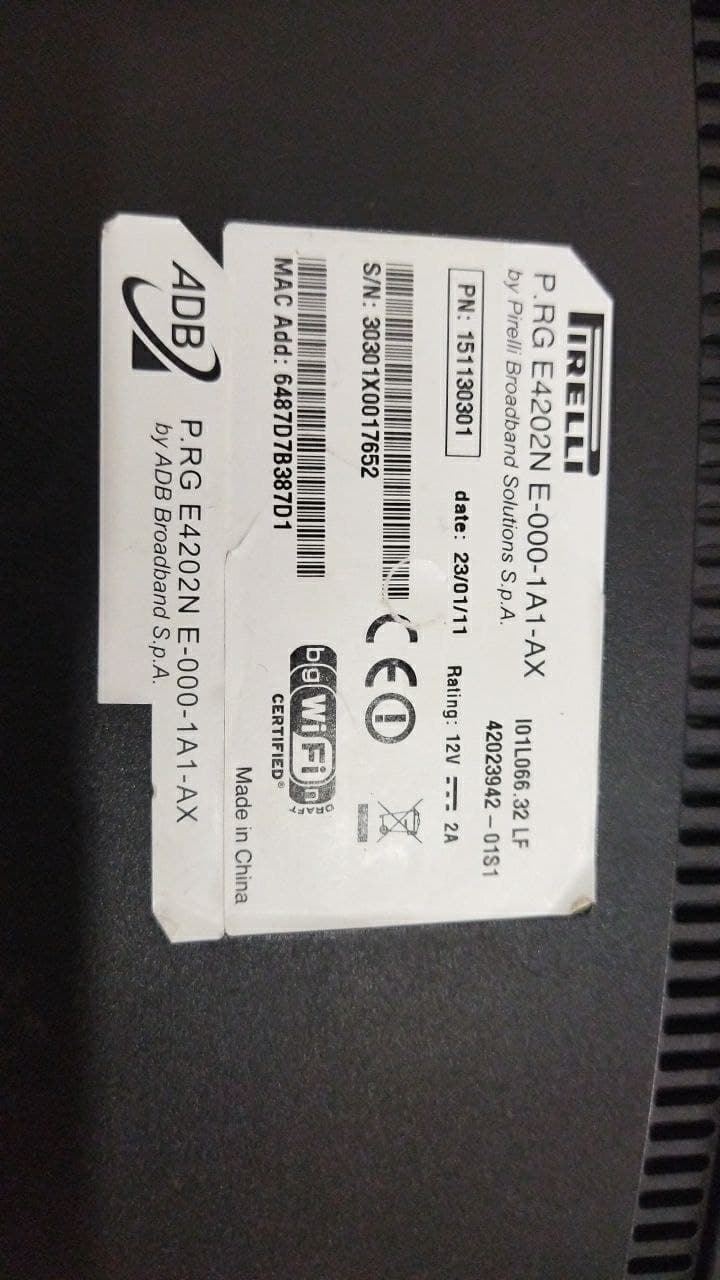 PIRELLI
P.RG E4202N E-000-1A1-AX
by Pirelli Broadband Solutions S.p.A.
I01L066.32 LF
42023942 – 01S1
PN: 151130301
date: 23/01/11
Rating: 12V 2A
S/N: 30301X0017652
CE
MAC Add: 6487D7B387D1
b g WiFi n
CERTIFIED®
Made in China
ADB
P.RG E4202N E-000-1A1-AX
by ADB Broadband S.p.A.